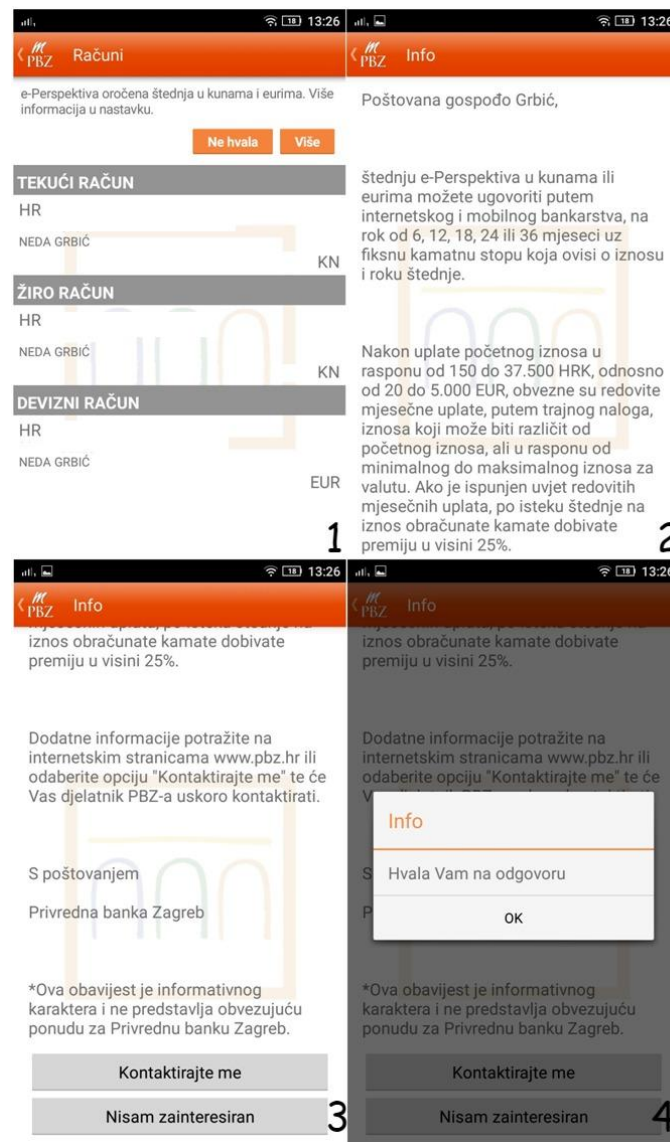 18 13:26
PBZ Računi
e-Perspektiva oročena štednja u kunama i eurima. Više
informacija u nastavku.
Ne hvala Više
TEKUĆI RAČUN
HR
NEDA GRBIĆ
KN
ŽIRO RAČUN
HR
NEDA GRBIĆ
KN
DEVIZNI RAČUN
HR
NEDA GRBIĆ
EUR
1
18 13:26
PBZ Info
Poštovana gospođo Grbić,
štednju e-Perspektiva u kunama ili
eurima možete ugovoriti putem
internetskog i mobilnog bankarstva, na
rok od 6, 12, 18, 24 ili 36 mjeseci uz
fiksnu kamatnu stopu koja ovisi o iznosu
i roku štednje.
Nakon uplate početnog iznosa u
rasponu od 150 do 37.500 HRK, odnosno
od 20 do 5.000 EUR, obvezne su redovite
mjesečne uplate, putem trajnog naloga,
iznosa koji može biti različit od
početnog iznosa, ali u rasponu od
minimalnog do maksimalnog iznosa za
valutu. Ako je ispunjen uvjet redovitih
mjesečnih uplata, po isteku štednje na
iznos obračunate kamate dobivate
premiju u visini 25%.
2
18 13:26
PBZ Info
iznos obračunate kamate dobivate
premiju u visini 25%.
Dodatne informacije potražite na
internetskim stranicama www.pbz.hr ili
odaberite opciju "Kontaktirajte me" te će
Vas djelatnik PBZ-a uskoro kontaktirati.
S poštovanjem
Privredna banka Zagreb
*Ova obavijest je informativnog
karaktera i ne predstavlja obvezujuću
ponudu za Privrednu banku Zagreb.
Kontaktirajte me
Nisam zainteresiran
3
18 13:26
PBZ Info
iznos obračunate kamate dobivate
premiju u visini 25%.
Dodatne informacije potražite na
internetskim stranicama www.pbz.hr ili
odaberite opciju "Kontaktirajte me" te će
Info
S
Hvala Vam na odgovoru
P
OK
*Ova obavijest je informativnog
karaktera i ne predstavlja obvezujuću
ponudu za Privrednu banku Zagreb.
Kontaktirajte me
Nisam zainteresiran
4